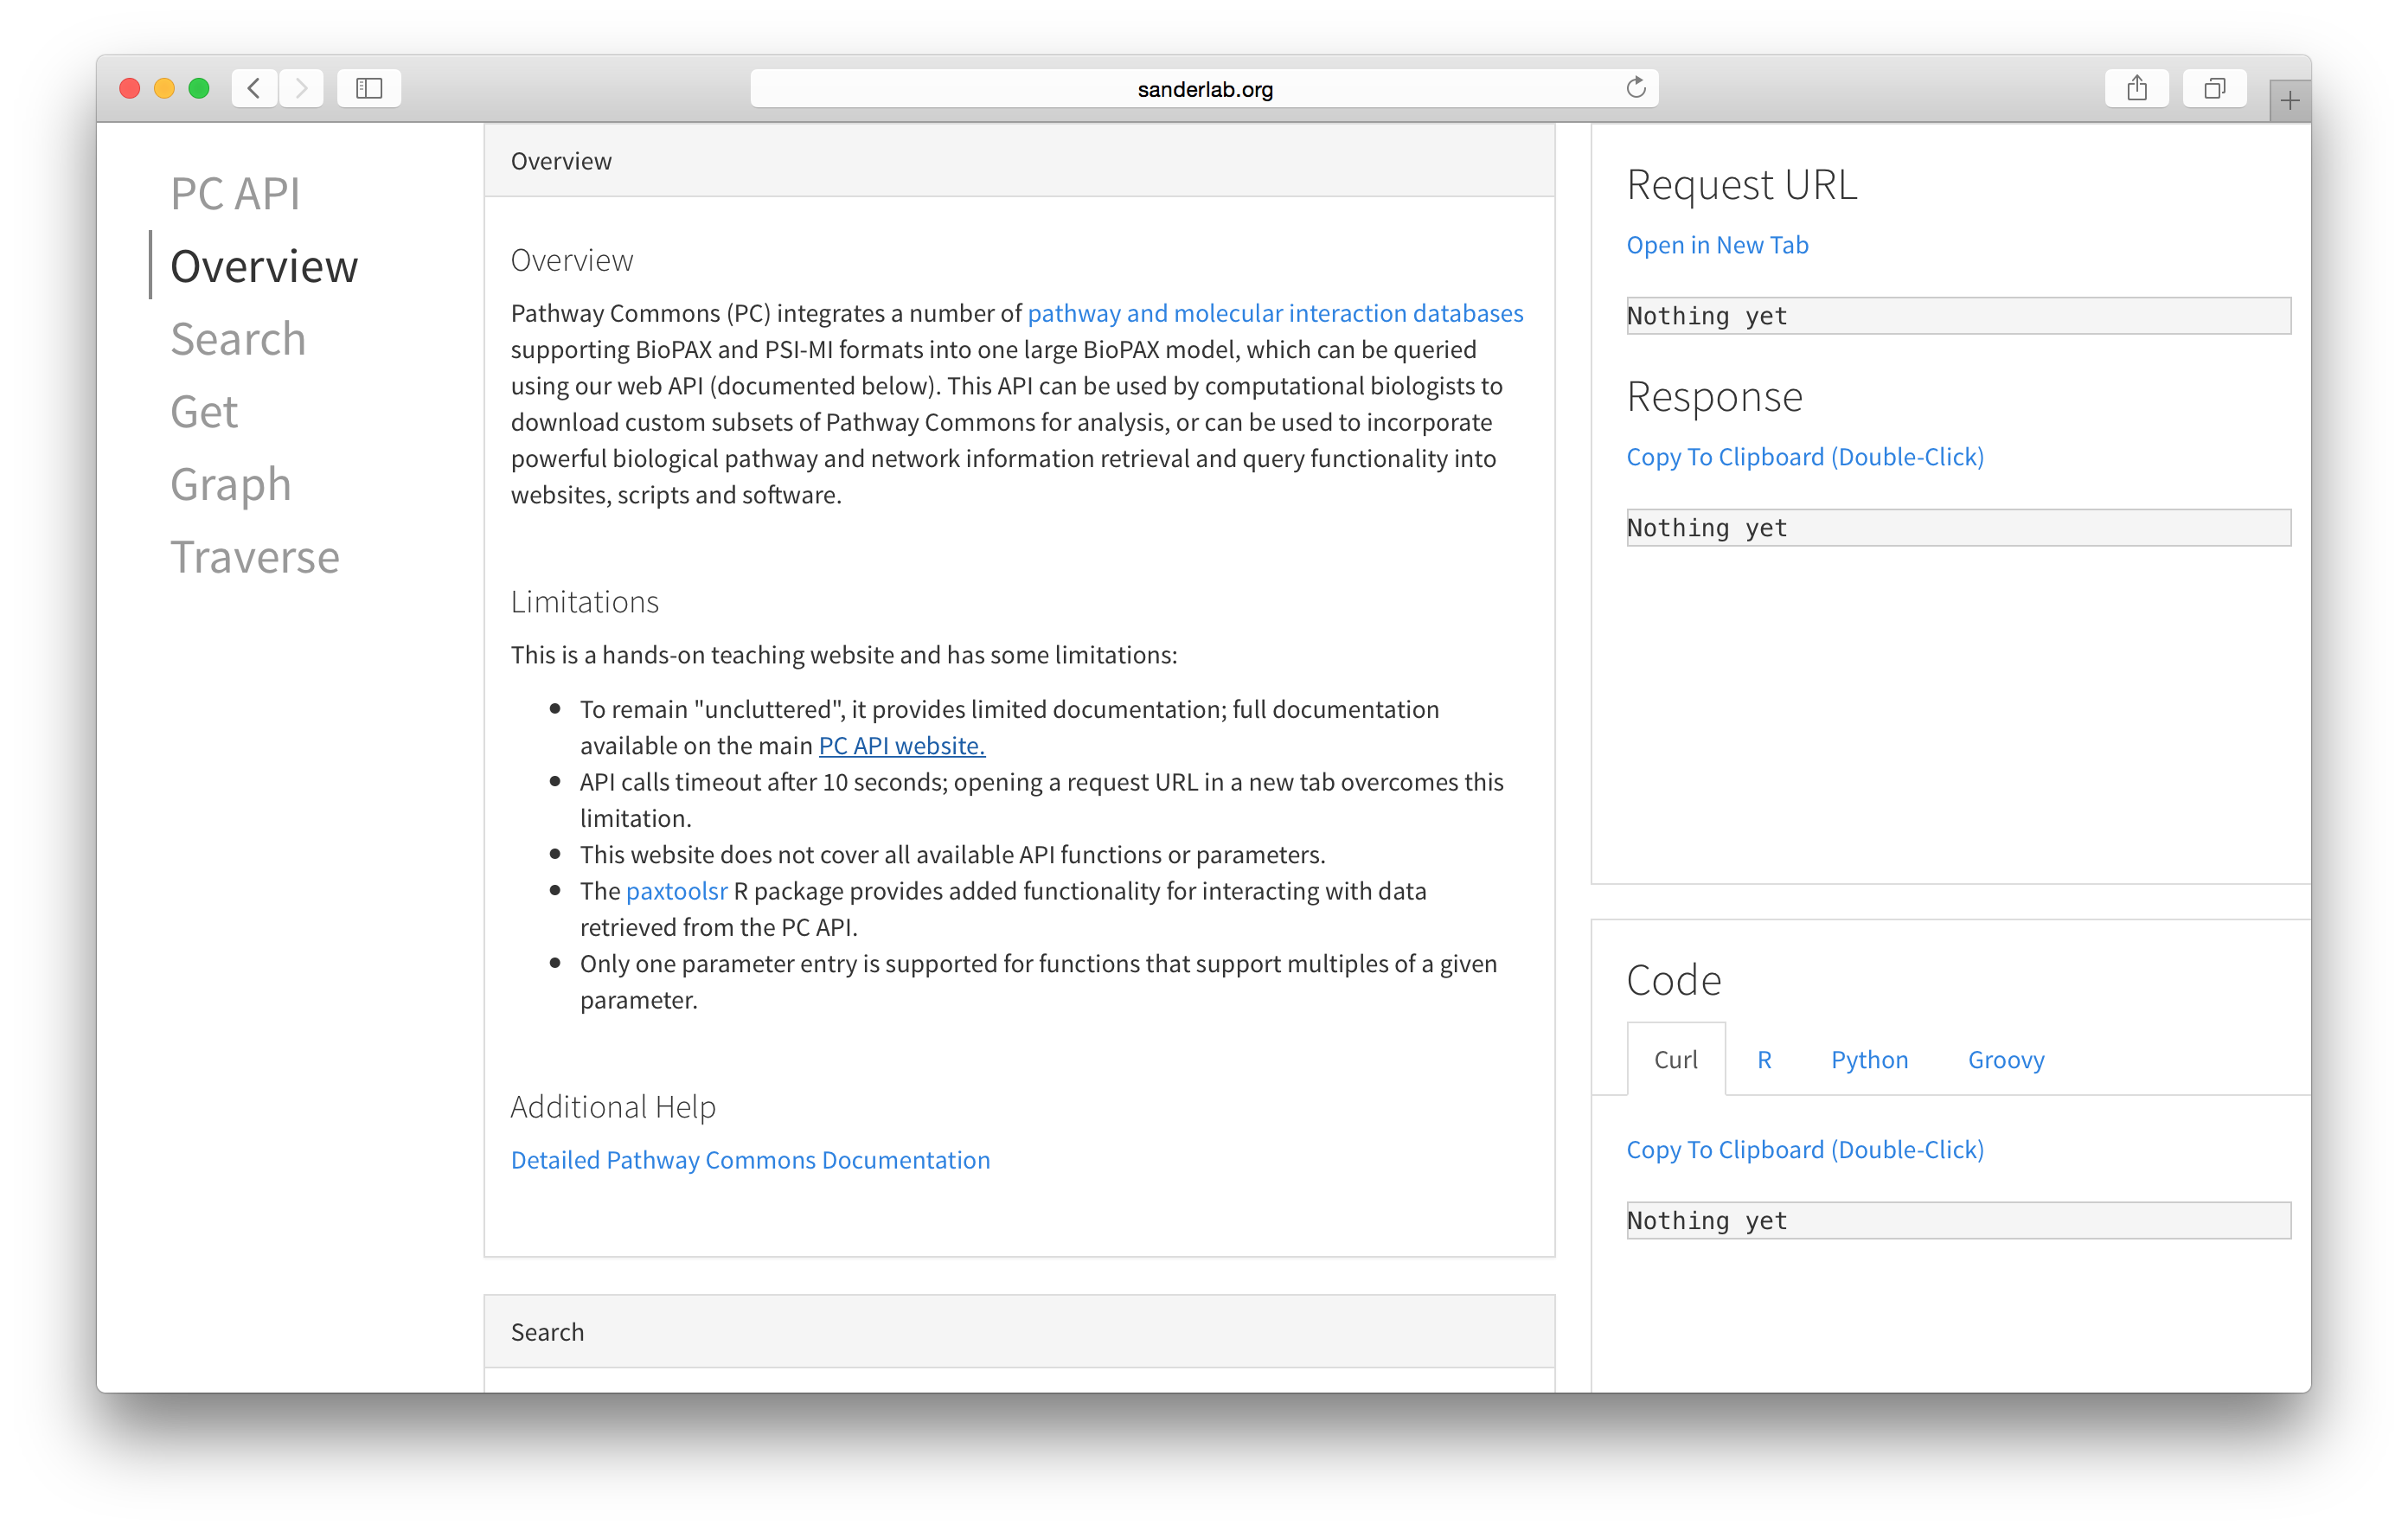 sanderlab.org
PC API
Overview
Search
Get
Graph
Traverse
Overview
Overview
Pathway Commons (PC) integrates a number of pathway and molecular interaction databases
supporting BioPAX and PSI-MI formats into one large BioPAX model, which can be queried
using our web API (documented below). This API can be used by computational biologists to
download custom subsets of Pathway Commons for analysis, or can be used to incorporate
powerful biological pathway and network information retrieval and query functionality into
websites, scripts and software.
Limitations
This is a hands-on teaching website and has some limitations:
To remain "uncluttered", it provides limited documentation; full documentation
available on the main PC API website.
API calls timeout after 10 seconds; opening a request URL in a new tab overcomes this
limitation.
This website does not cover all available API functions or parameters.
The paxtoolsr R package provides added functionality for interacting with data
retrieved from the PC API.
Only one parameter entry is supported for functions that support multiples of a given
parameter.
Additional Help
Detailed Pathway Commons Documentation
Search
Request URL
Open in New Tab
Nothing yet
Response
Copy To Clipboard (Double-Click)
Nothing yet
Code
Curl R Python Groovy
Copy To Clipboard (Double-Click)
Nothing yet